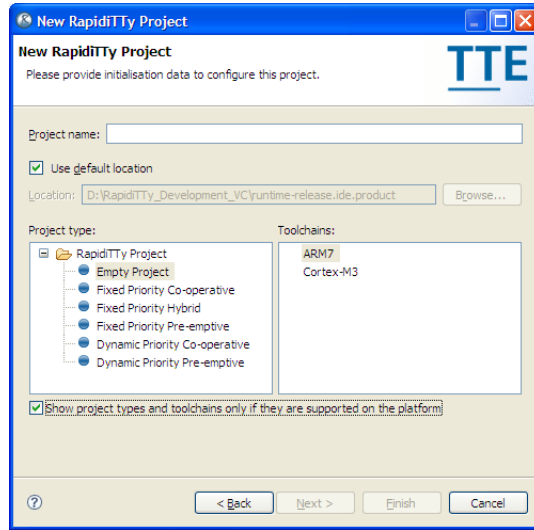 New RapidiTTy Project
New RapidiTTy Project
Please provide initialisation data to configure this project.
TTE
Project name:
Use default location
Location: D:\RapidiTTy_Development_VC\runtime-release.ide.product Browse...
Project type:
RapidiTTy Project
Empty Project
Fixed Priority Co-operative
Fixed Priority Hybrid
Fixed Priority Pre-emptive
Dynamic Priority Co-operative
Dynamic Priority Pre-emptive
Toolchains:
ARM7
Cortex-M3
Show project types and toolchains only if they are supported on the platform
? < Back Next > Finish Cancel